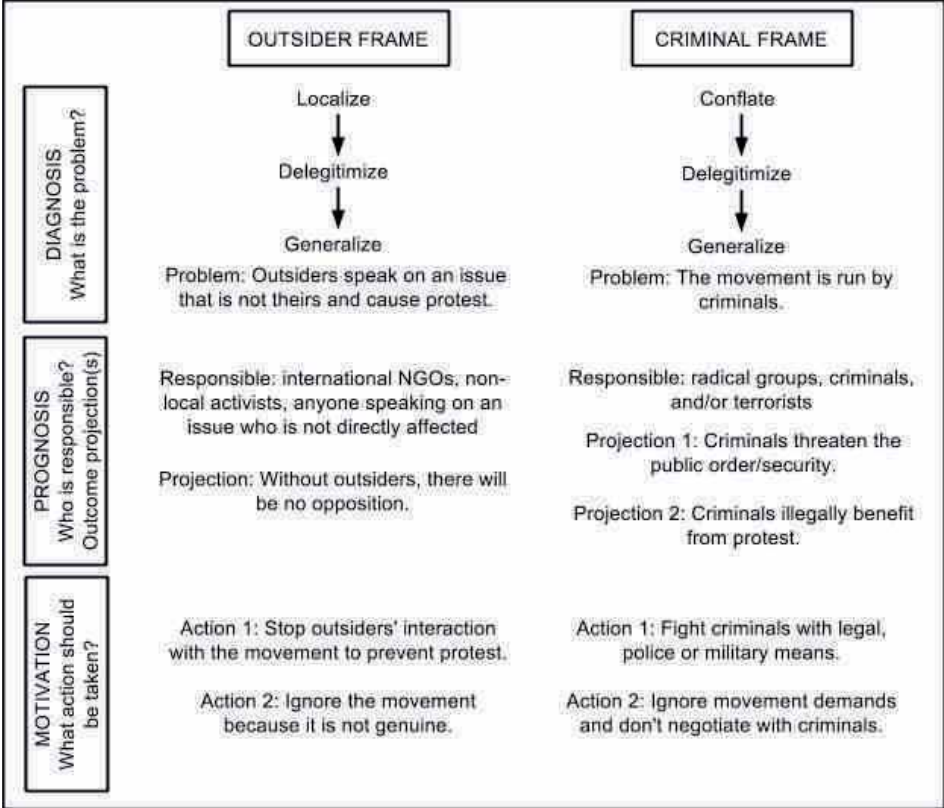 OUTSIDER FRAME
CRIMINAL FRAME
DIAGNOSIS
What is the problem?
Localize
Delegitimize
Generalize
Problem: Outsiders speak on an issue
that is not theirs and cause protest.
Conflate
Delegitimize
Generalize
Problem: The movement is run by
criminals.
PROGNOSIS
Who is responsible?
Outcome projection(s)
Responsible: international NGOs, non-
local activists, anyone speaking on an
issue who is not directly affected
Projection: Without outsiders, there will
be no opposition.
Responsible: radical groups, criminals,
and/or terrorists
Projection 1: Criminals threaten the
public order/security.
Projection 2: Criminals illegally benefit
from protest.
MOTIVATION
What action should
be taken?
Action 1: Stop outsiders' interaction
with the movement to prevent protest.
Action 2: Ignore the movement
because it is not genuine.
Action 1: Fight criminals with legal,
police or military means.
Action 2: Ignore movement demands
and don't negotiate with criminals.